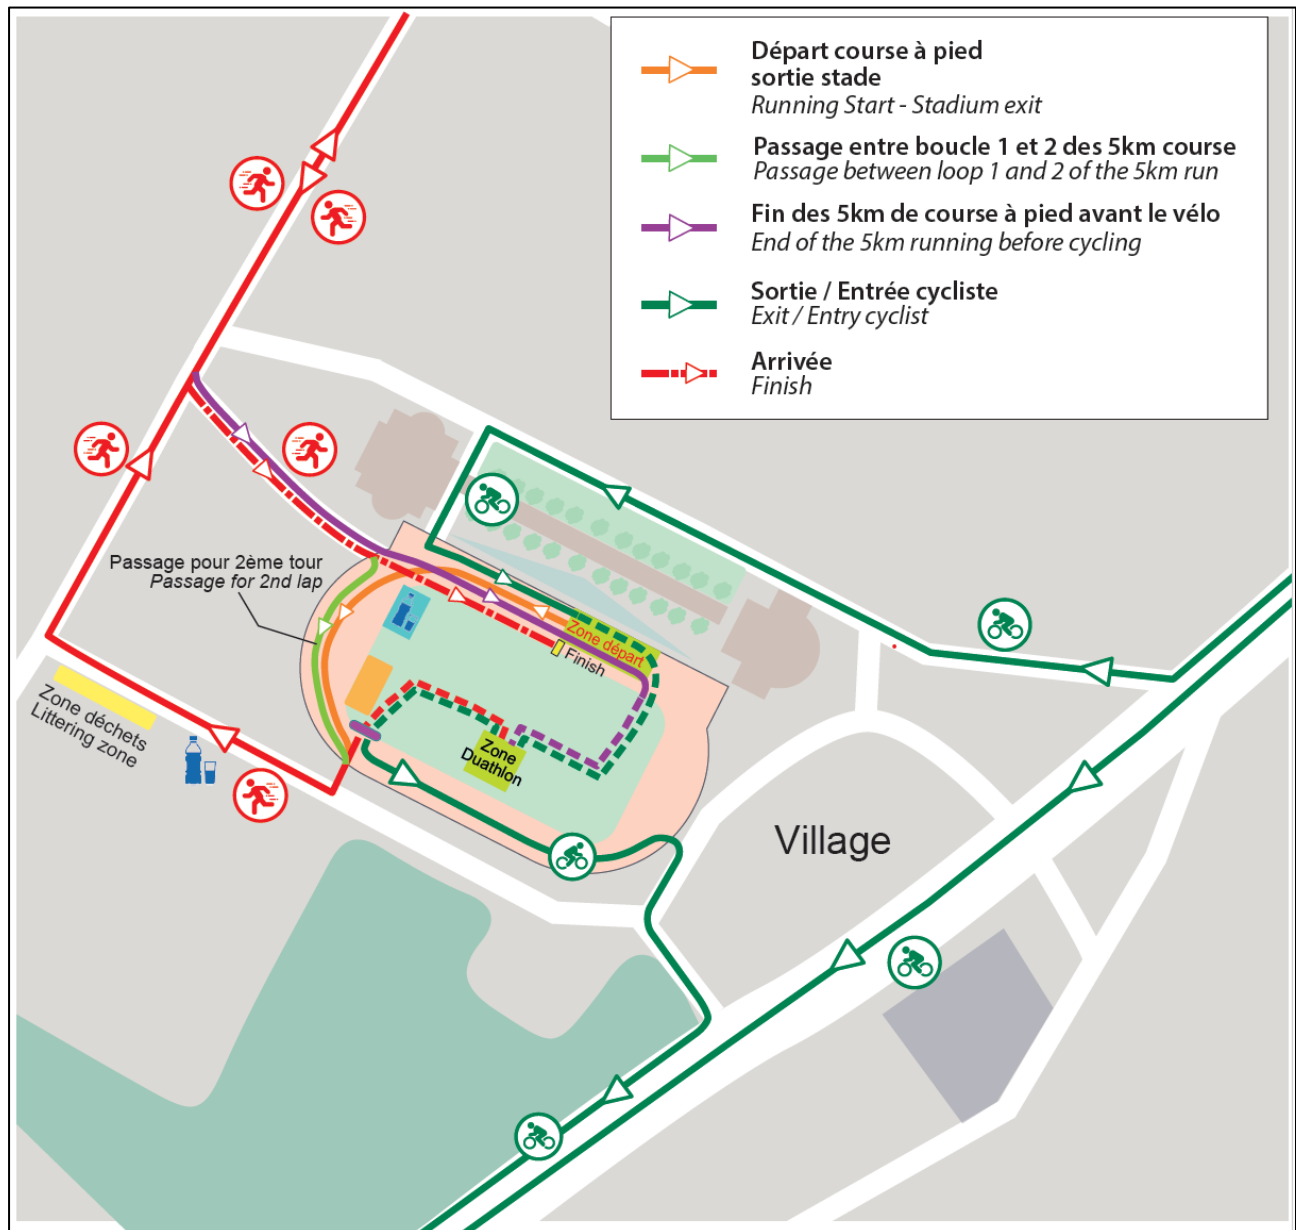 Départ course à pied
sortie stade
Running Start - Stadium exit
Passage entre boucle 1 et 2 des 5km course
Passage between loop 1 and 2 of the 5km run
Fin des 5km de course à pied avant le vélo
End of the 5km running before cycling
Sortie / Entrée cycliste
Exit / Entry cyclist
Arrivée
Finish
Passage pour 2ème tour
Passage for 2nd lap
Zone départ
Finish
Zone déchets
Littering zone
Zone
Duathlon
Village